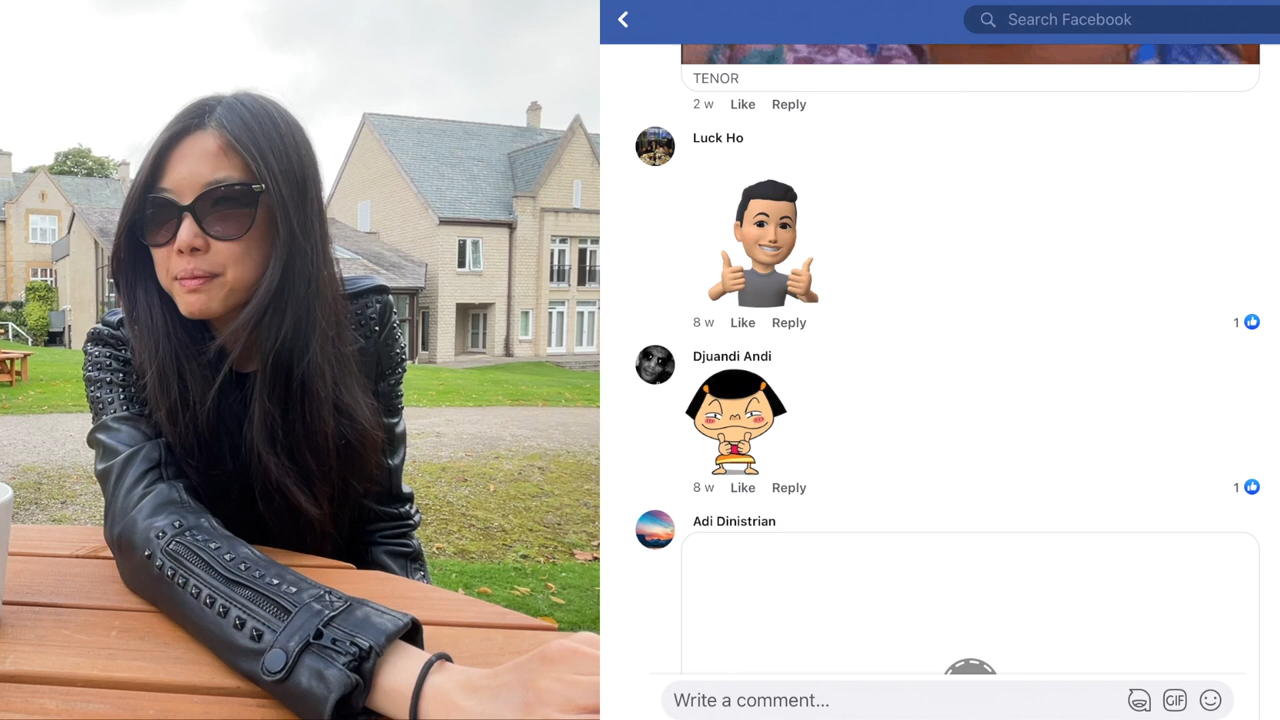 Search Facebook
TENOR
2 w Like Reply
Luck Ho
8 w Like Reply 1
Djuandi Andi
8 w Like Reply 1
Adi Dinistrian
Write a comment... GIF